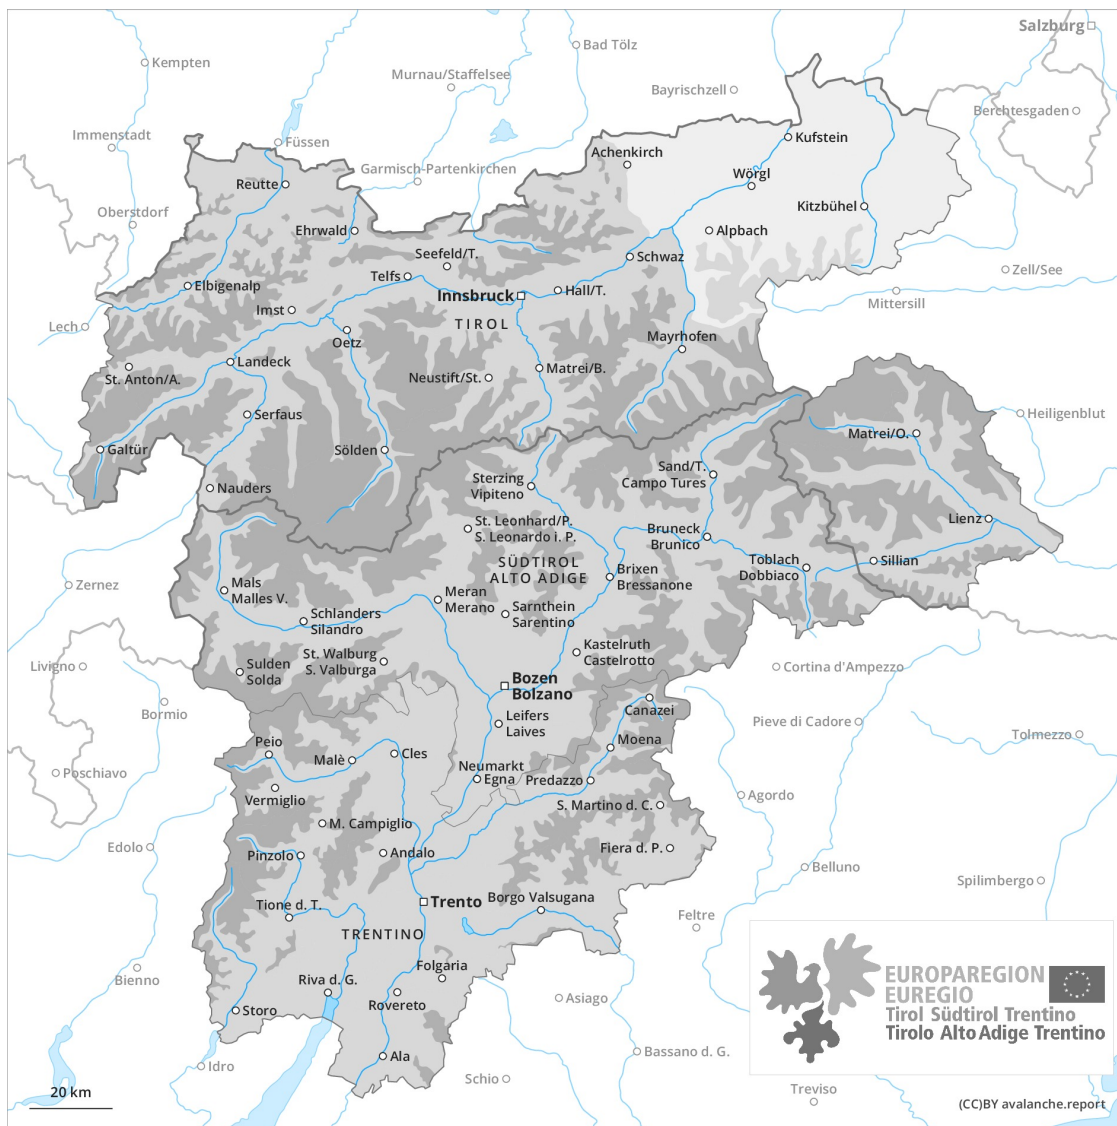 Salzburg
Bad Tölz
Kempten
Murnau/Staffelsee
Bayrischzell
Berchtesgaden
Immenstadt
Füssen
Kufstein
Achenkirch
Garmisch-Partenkirchen
Wörgl
Reutte
Kitzbühel
Oberstdorf
Ehrwald
Alpbach
Seefeld/T.
Schwaz
Zell/See
Telfs
Elbigenalp
Innsbruck
Hall/T.
Mittersill
Imst
TIROL
Lech
Oetz
Mayrhofen
Landeck
Matrei/B.
St. Anton/A.
Neustift/St.
Serfaus
Heiligenblut
Matrei/O.
Galtür
Sölden
Sand/T.
Campo Tures
Sterzing
Vipiteno
Nauders
St. Leonhard/P.
S. Leonardo i. P.
Lienz
Bruneck
Brunico
SÜDTIROL
ALTO ADIGE
Toblach
Dobbiaco
Sillian
Brixen
Bressanone
Zernez
Mals
Malles V.
Meran
Merano
Sarnthein
Sarentino
Schlanders
Silandro
Kastelruth
Castelrotto
St. Walburg
S. Valburga
Livigno
Sulden
Solda
Cortina d'Ampezzo
Bozen
Bolzano
Bormio
Canazei
Leifers
Laives
Pieve di Cadore
Tolmezzo
Peio
Moena
Malè
Cles
Poschiavo
Neumarkt
Egna
Predazzo
Vermiglio
S. Martino d. C.
Agordo
M. Campiglio
Edolo
Pinzolo
Andalo
Fiera d. P.
Belluno
Spilimbergo
Tione d. T.
Trento
Borgo Valsugana
Feltre
TRENTINO
Bienno
Folgaria
Riva d. G.
Rovereto
Asiago
Storo
EUROPAREGION
EUREGIO
Tirol Südtirol Trentino
Tirolo Alto Adige Trentino
Ala
Bassano d. G.
Idro
Schio
Treviso
20 km
(CC)BY avalanche.report